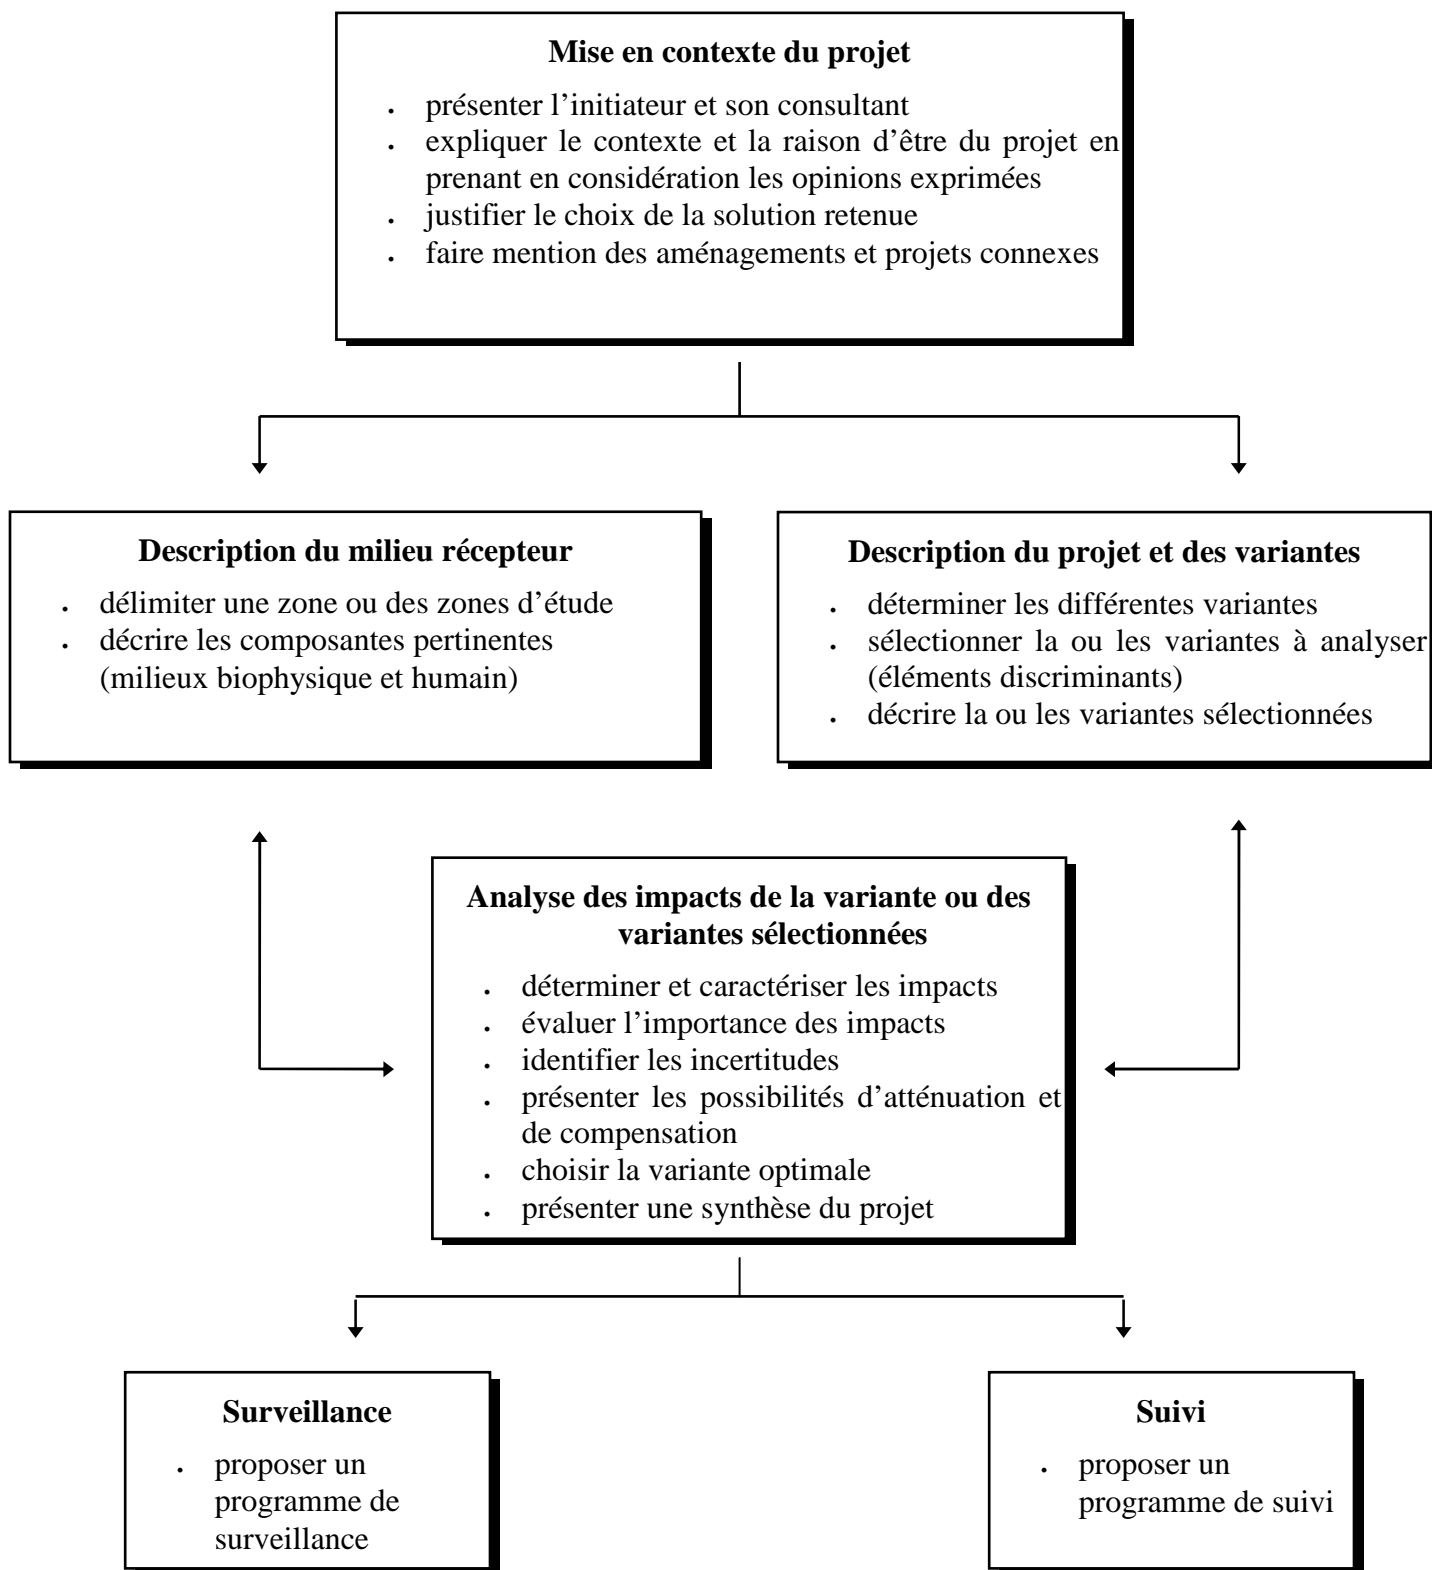 Mise en contexte du projet
. présenter l’initiateur et son consultant
. expliquer le contexte et la raison d’être du projet en
prenant en considération les opinions exprimées
. justifier le choix de la solution retenue
. faire mention des aménagements et projets connexes
Description du milieu récepteur
. délimiter une zone ou des zones d’étude
. décrire les composantes pertinentes
(milieux biophysique et humain)
Description du projet et des variantes
. déterminer les différentes variantes
. sélectionner la ou les variantes à analyser
(éléments discriminants)
. décrire la ou les variantes sélectionnées
Analyse des impacts de la variante ou des
variantes sélectionnées
. déterminer et caractériser les impacts
. évaluer l’importance des impacts
. identifier les incertitudes
. présenter les possibilités d’atténuation et
de compensation
. choisir la variante optimale
. présenter une synthèse du projet
Surveillance
. proposer un
programme de
surveillance
Suivi
. proposer un
programme de suivi